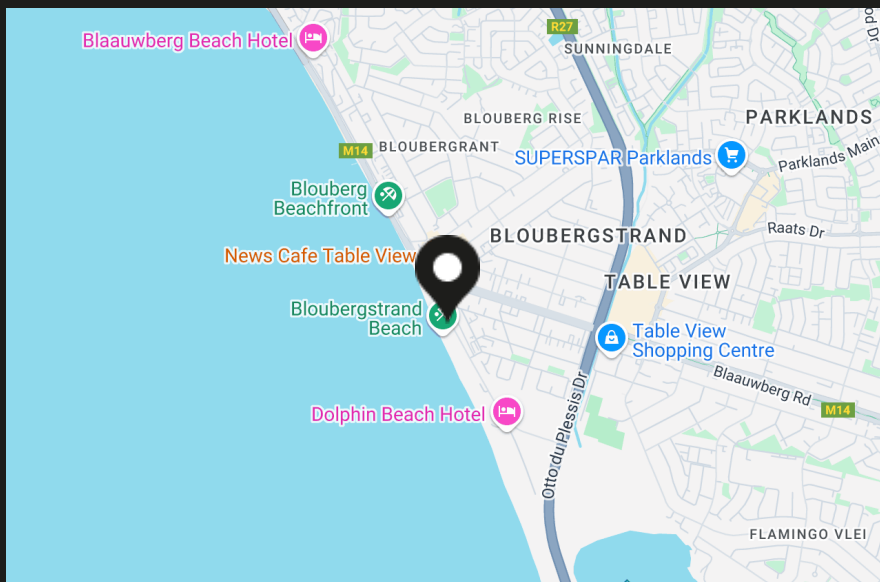 Blaauwberg Beach Hotel
R27
SUNNINGDALE
BLOUBERG RISE
PARKLANDS
M14
BLOUBERGRANT
SUPERSPAR Parklands
Parklands Main
Blouberg
Beachfront
Raats Dr
BLOUBERGSTRAND
News Cafe Table View
TABLE VIEW
Bloubergstrand
Beach
Table View
Shopping Centre
Blaauwberg Rd
M14
Dolphin Beach Hotel
Otto du Plessis Dr
FLAMINGO VLEI